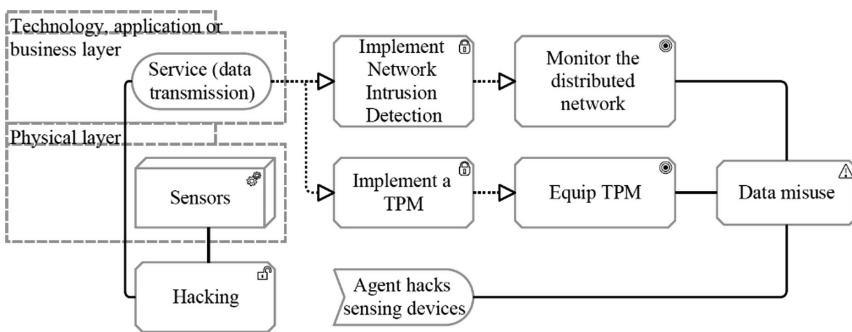 Technology, application or
business layer
Service (data
transmission)
Implement
Network
Intrusion
Detection
Monitor the
distributed
network
Physical layer
Sensors
Implement a
TPM
Equip TPM
Data misuse
Hacking
Agent hacks
sensing devices